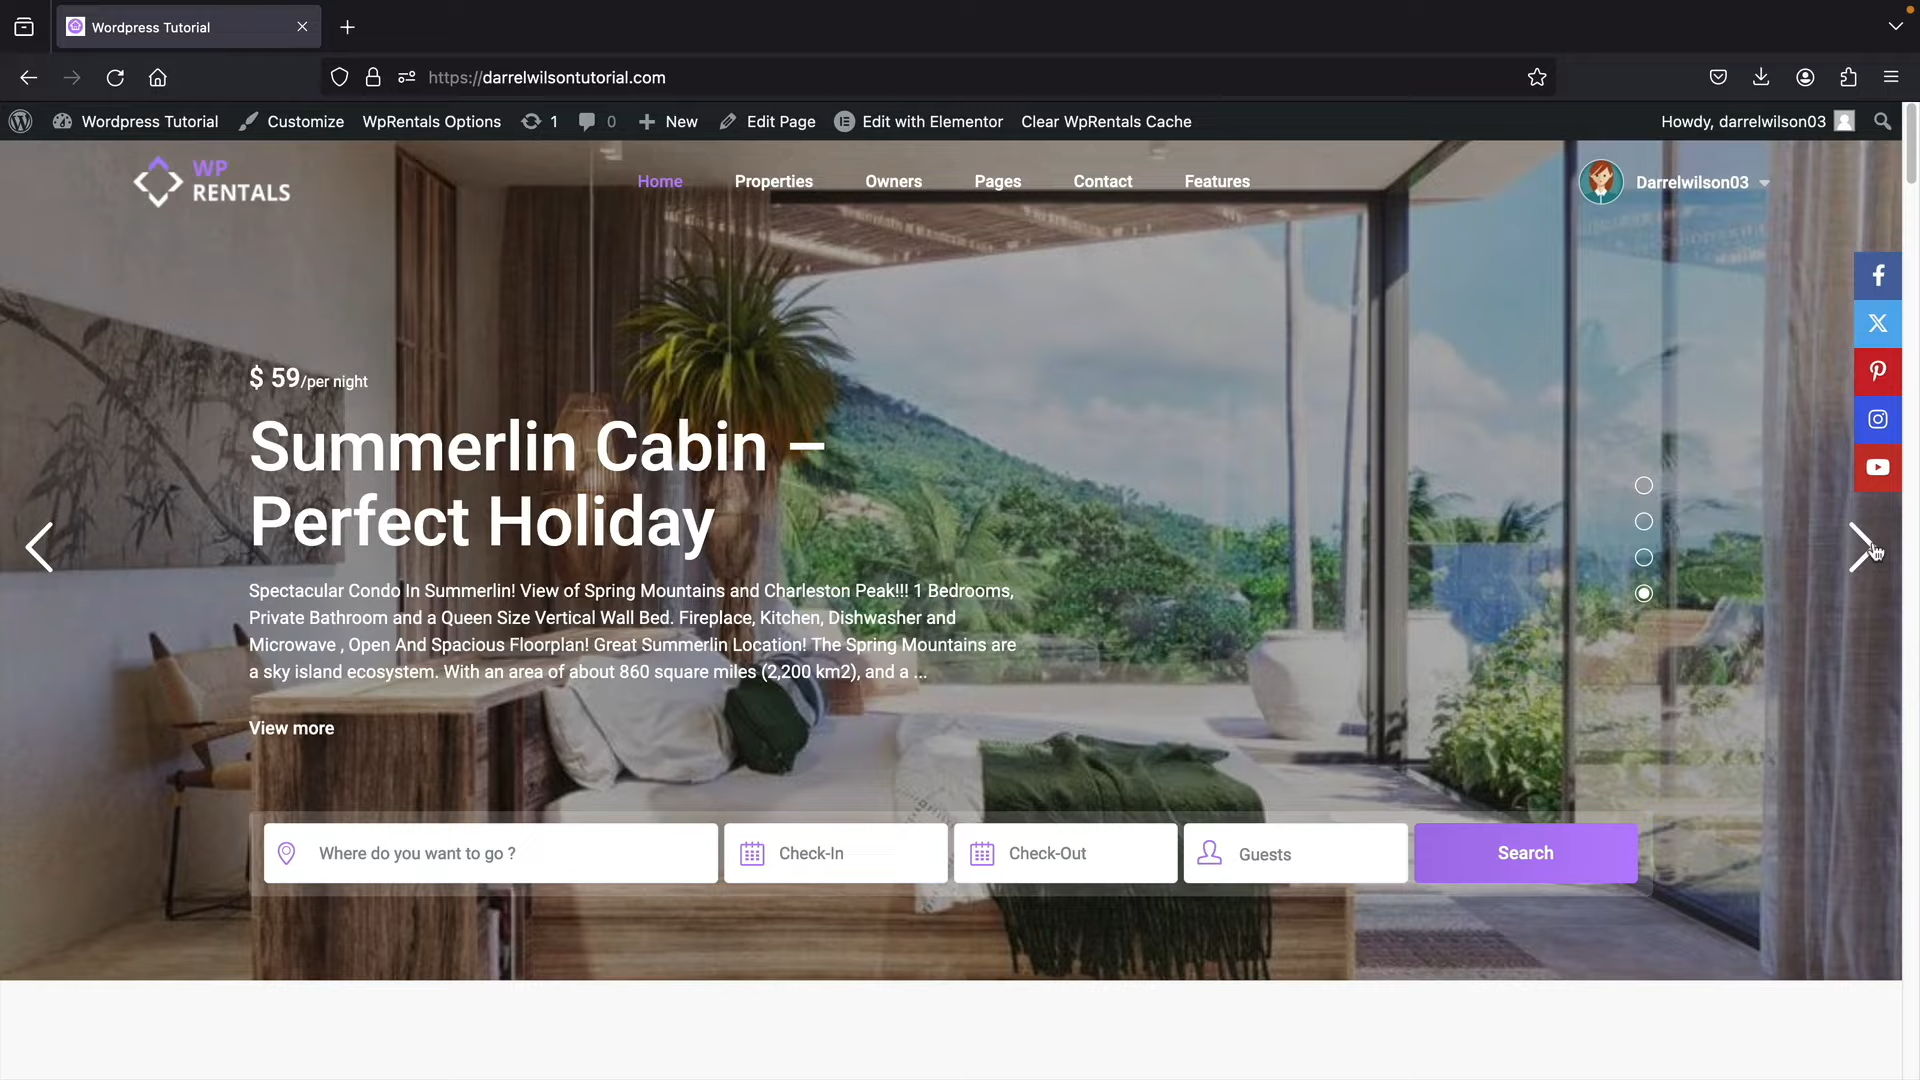 Wordpress Tutorial
https://darrelwilsontutorial.com
Wordpress Tutorial Customize WpRentals Options 1 0 New Edit Page Edit with Elementor Clear WpRentals Cache Howdy, darrelwilson03
WP
RENTALS
Home Properties Owners Pages Contact Features
Darrelwilson03
$ 59/per night
Summerlin Cabin –
Perfect Holiday
Spectacular Condo In Summerlin! View of Spring Mountains and Charleston Peak!!! 1 Bedrooms,
Private Bathroom and a Queen Size Vertical Wall Bed. Fireplace, Kitchen, Dishwasher and
Microwave , Open And Spacious Floorplan! Great Summerlin Location! The Spring Mountains are
a sky island ecosystem. With an area of about 860 square miles (2,200 km2), and a ...
View more
Where do you want to go ? Check-In Check-Out Guests Search